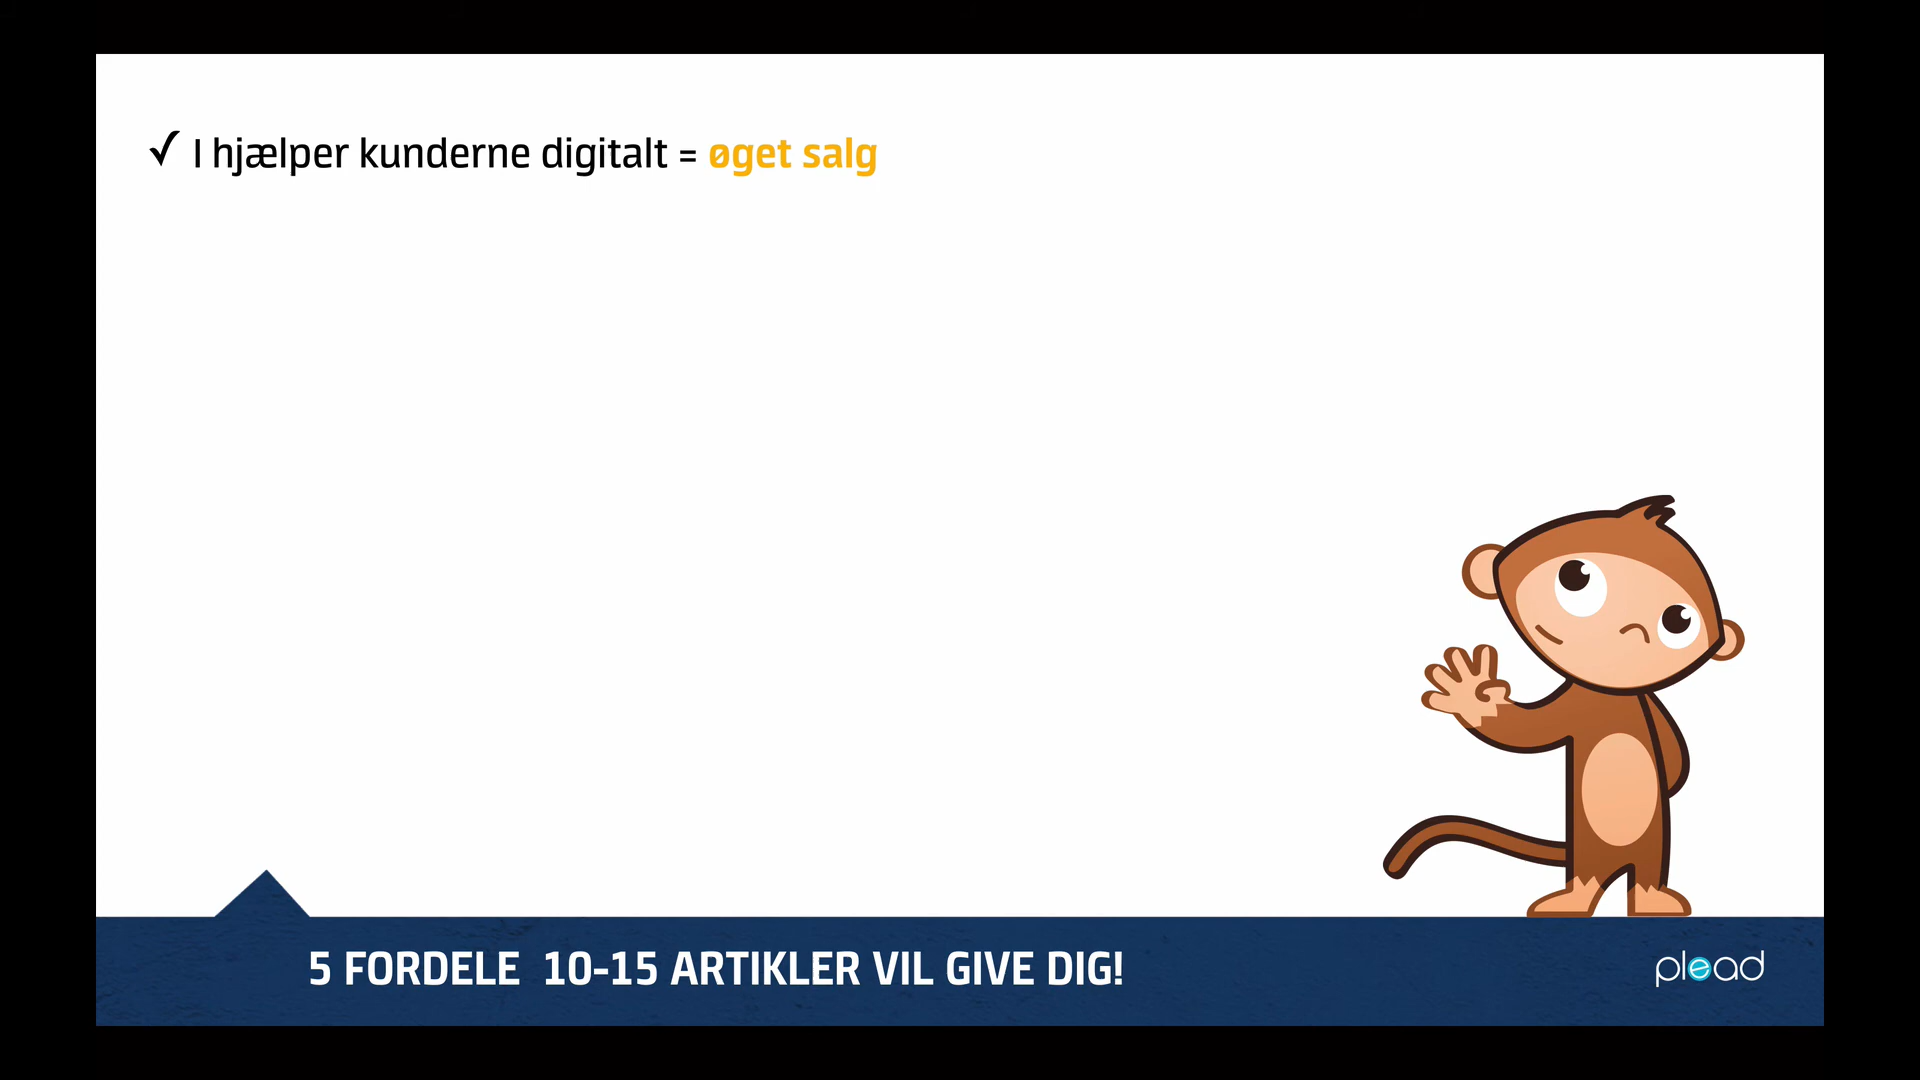 ✓ I hjælper kunderne digitalt = øget salg
5 FORDELE 10-15 ARTIKLER VIL GIVE DIG!
plead